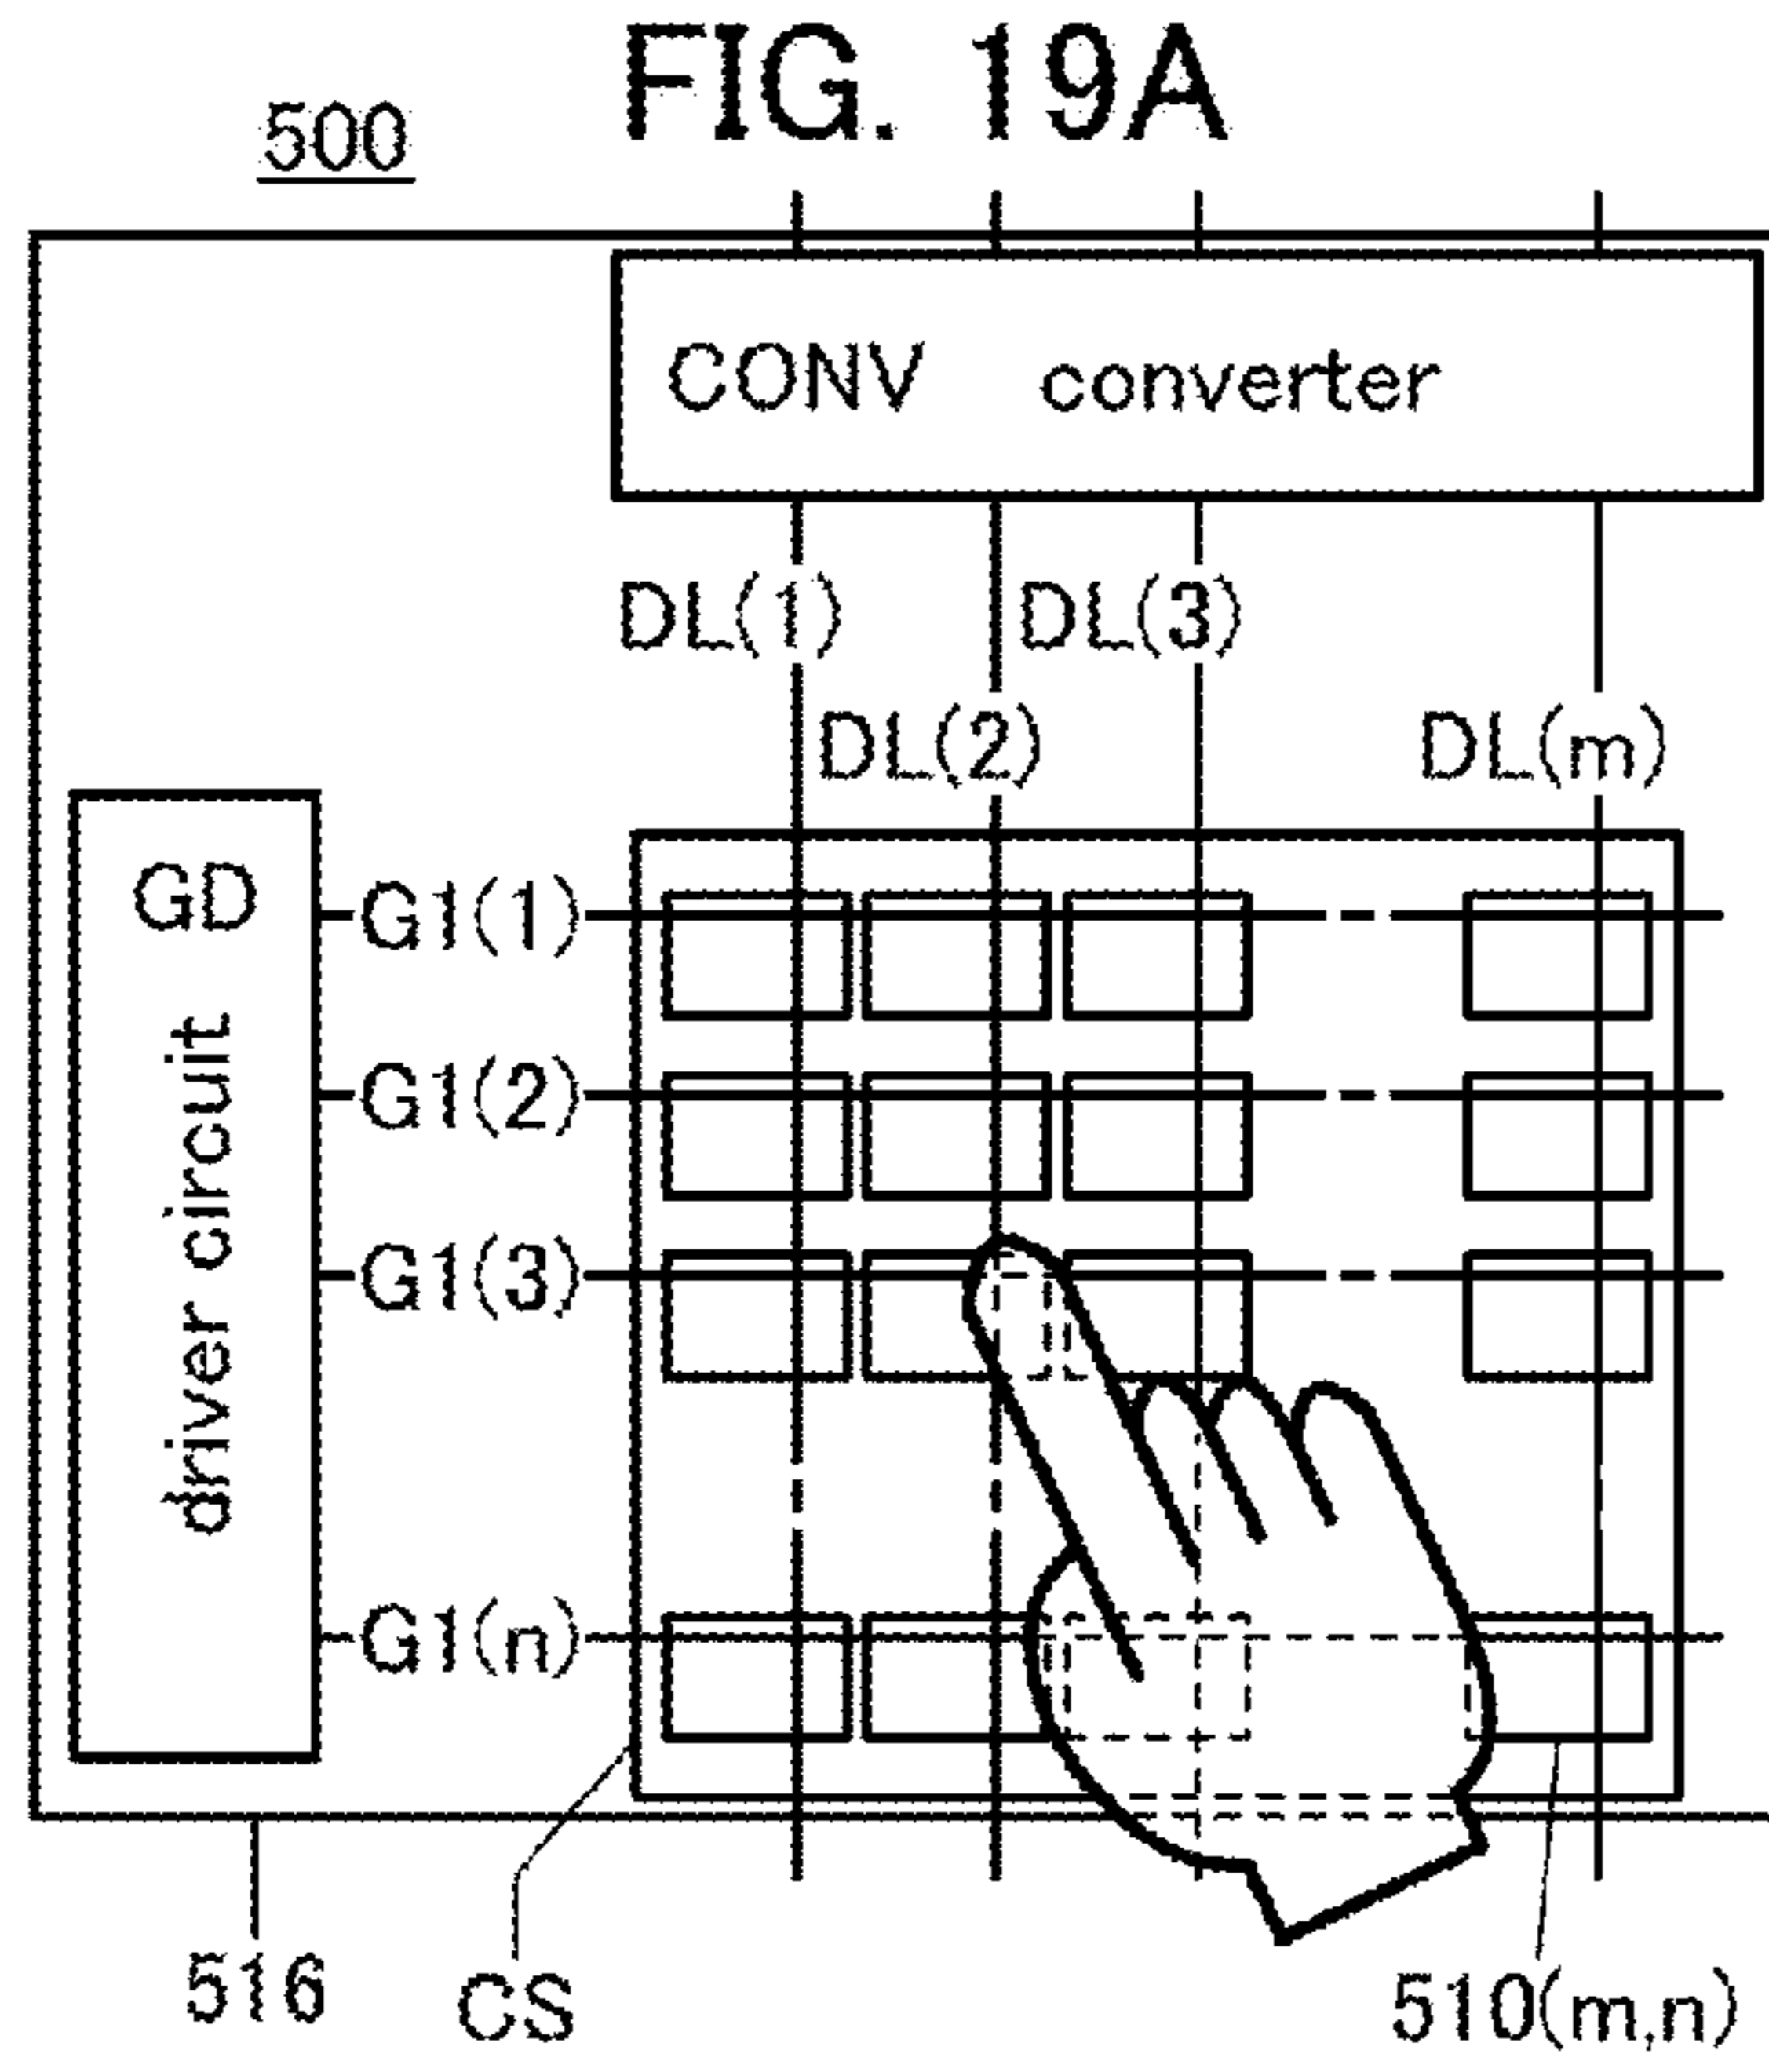 FIG. 19A
500
CONV converter
DL(1)
DL(3)
DL(2)
DL(m)
GD
driver circuit
G1(1)
G1(2)
G1(3)
G1(n)
516
CS
510(m,n)